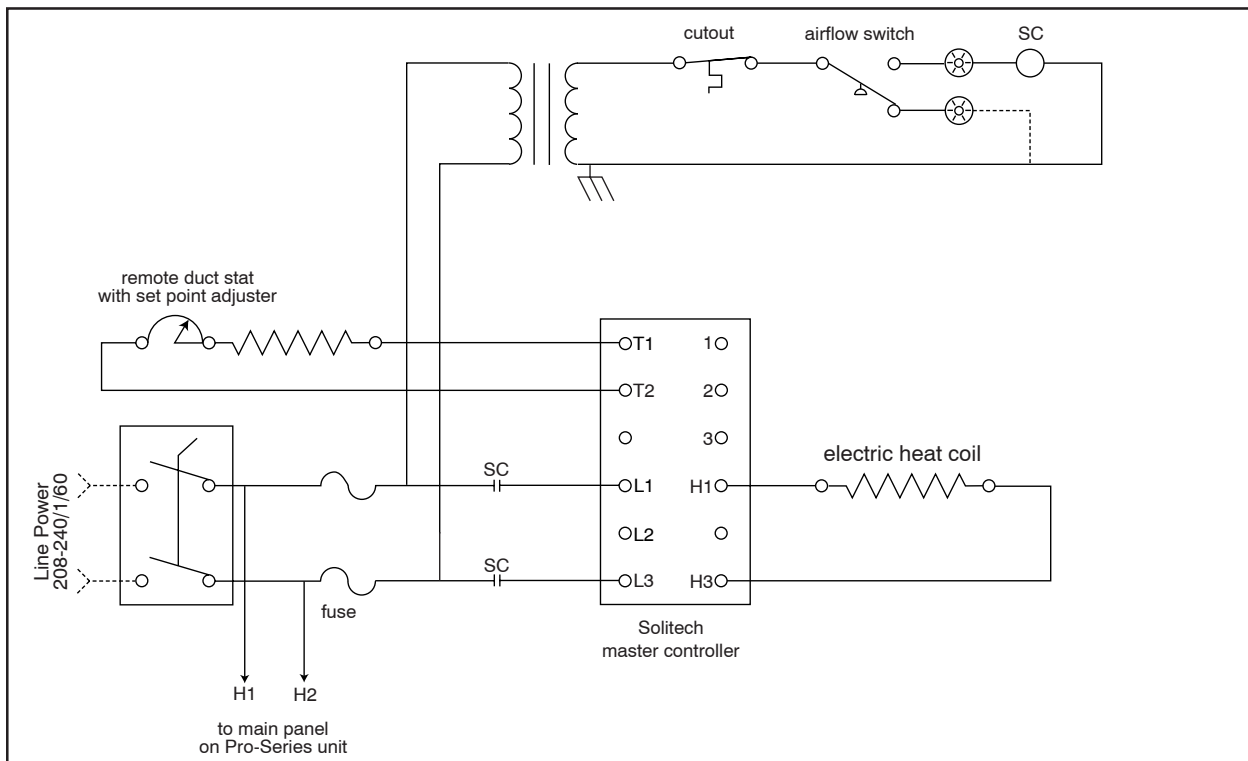 cutout
airflow switch
SC
remote duct stat
with set point adjuster
T1
1
T2
2
3
electric heat coil
Line Power
208-240/1/60
SC
L1
H1
L2
SC
L3
H3
fuse
Solitech
master controller
H1
H2
to main panel
on Pro-Series unit